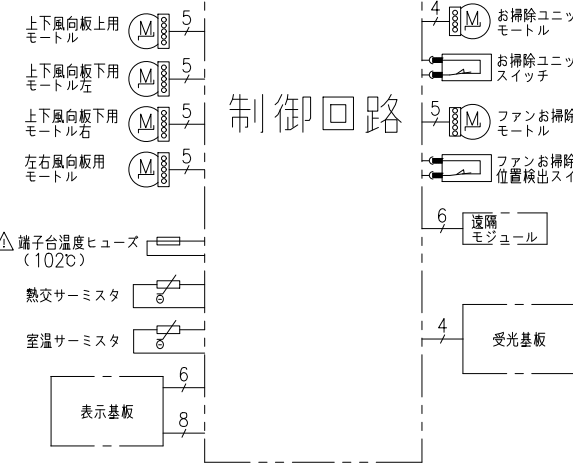 上下風向板上用
モートル
5
上下風向板下用
モートル左
5
上下風向板下用
モートル右
5
左右風向板用
モートル
5
端子台温度ヒューズ
(102℃)
熱交サーミスタ
室温サーミスタ
表示基板
6
8
制御回路
4
お掃除ユニッ
モートル
お掃除ユニッ
スイッチ
5
ファンお掃除
モートル
ファンお掃除
位置検出スイ
6
遠隔
モジュール
4
受光基板
M
M
M
M
M
M